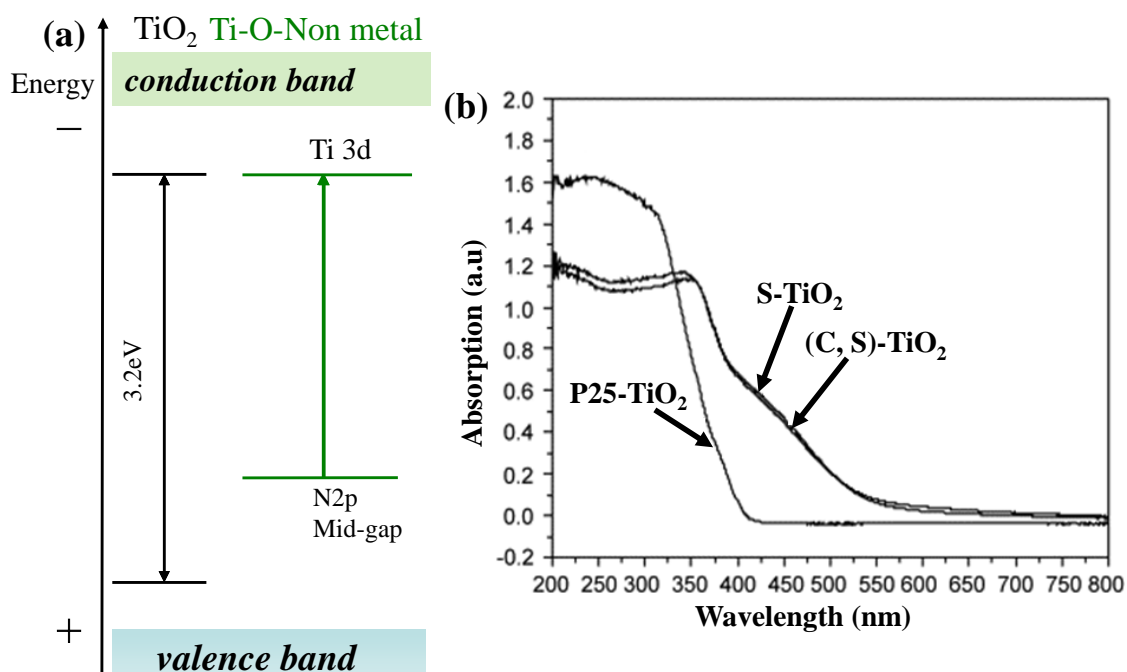 (a)
TiO2 Ti-O-Non metal
Energy
conduction band
−
Ti 3d
3.2eV
N2p
Mid-gap
+
valence band
(b)
Absorption (a.u)
2.0
1.8
1.6
1.4
1.2
1.0
0.8
0.6
0.4
0.2
0.0
-0.2
S-TiO2
(C, S)-TiO2
P25-TiO2
200 250 300 350 400 450 500 550 600 650 700 750 800
Wavelength (nm)